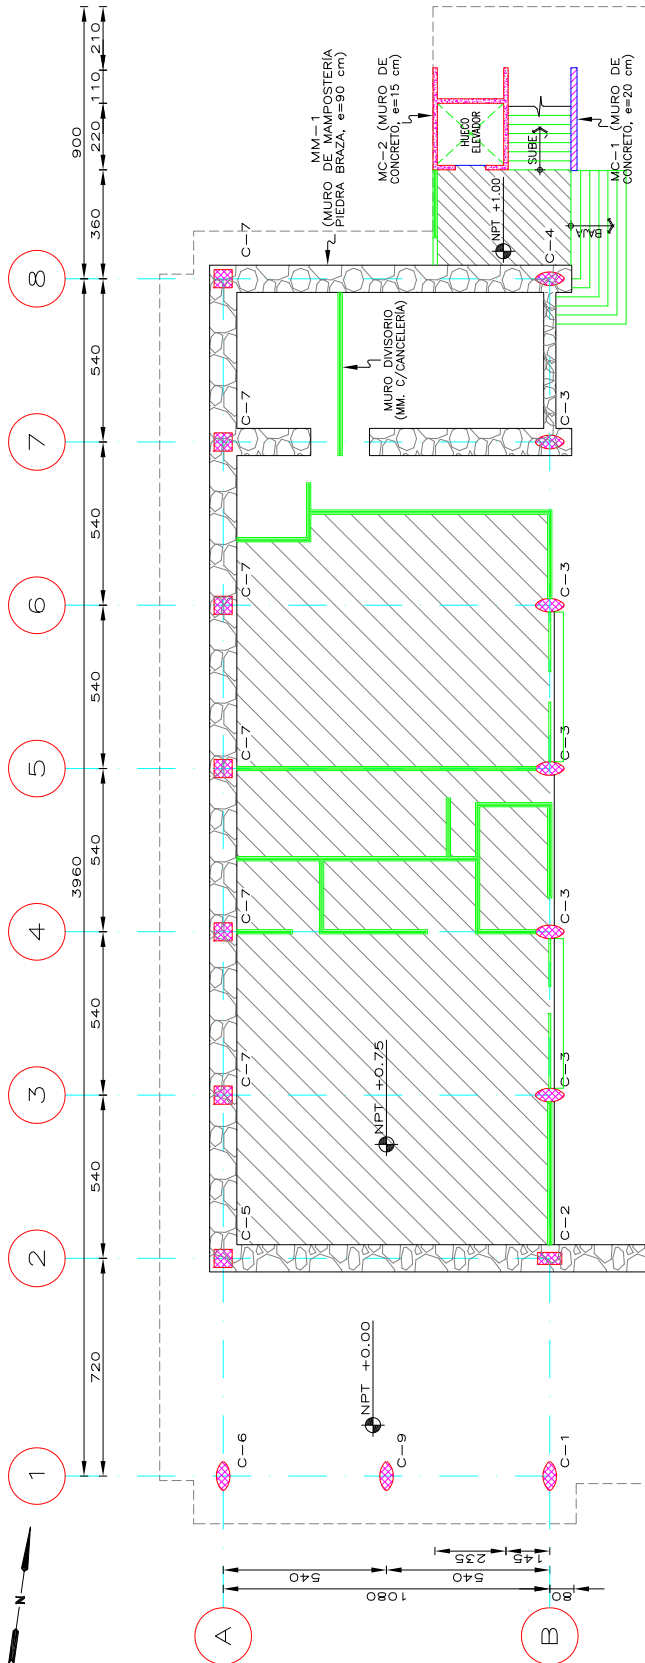 900
210
110
220
360
3960
540
540
540
540
540
540
720
8
7
6
5
4
3
2
1
MM-1
(MURO DE MAMPOSTERÍA
PIEDRA BRAZA, e=90 cm)
MC-2 (MURO DE
CONCRETO, e=15 cm)
HUECO
ELEVADOR
SUBE
MC-1 (MURO DE
CONCRETO, e=20 cm)
NPT +1.00
BAJA
C-7
C-4
MURO DIVISORIO
(MM. C/CANCELERÍA)
C-7
C-3
C-7
C-3
C-7
C-3
C-7
C-3
C-7
C-3
NPT +0.75
C-5
C-2
NPT +0.00
C-6
C-9
C-1
N
540
540
1080
235
145
80
A
B